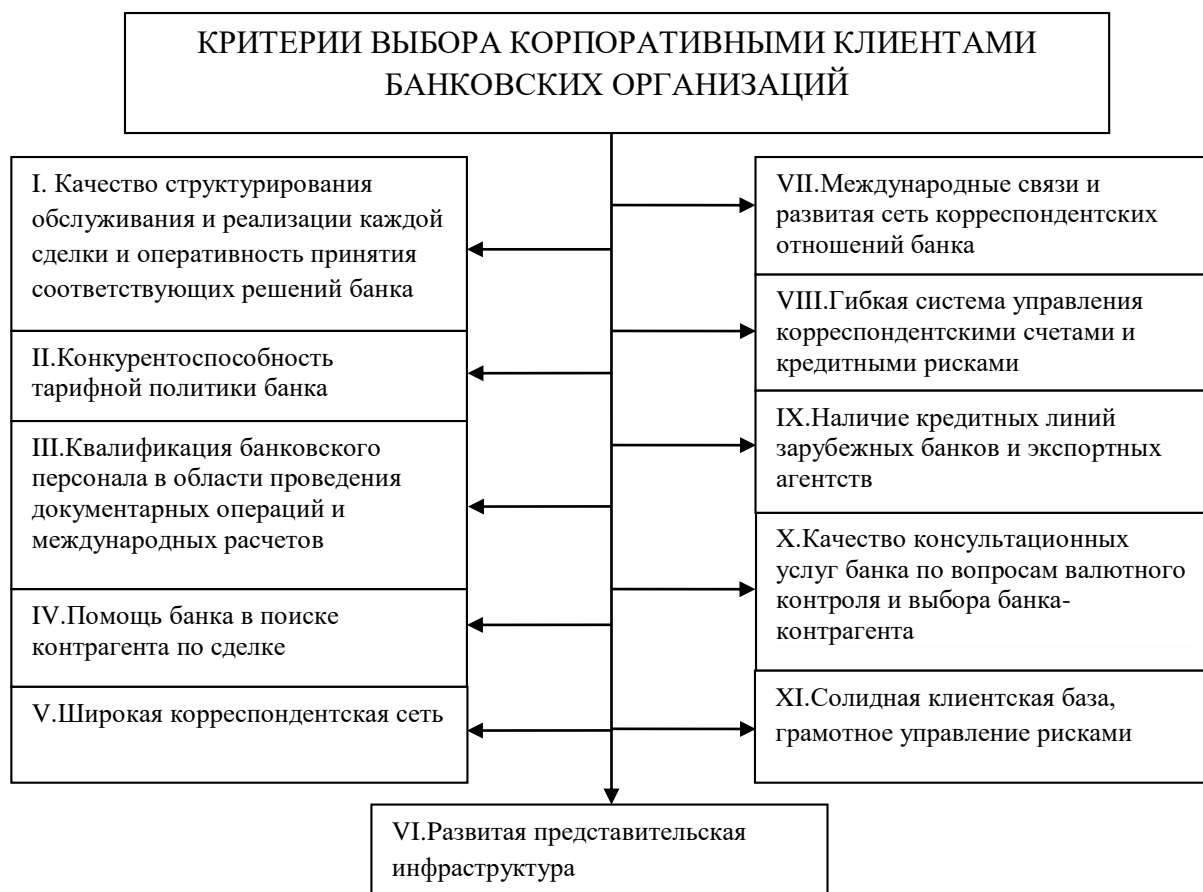 КРИТЕРИИ ВЫБОРА КОРПОРАТИВНЫМИ КЛИЕНТАМИ
БАНКОВСКИХ ОРГАНИЗАЦИЙ
I. Качество структурирования
обслуживания и реализации каждой
сделки и оперативность принятия
соответствующих решений банка
II.Конкурентоспособность
тарифной политики банка
III.Квалификация банковского
персонала в области проведения
документарных операций и
международных расчетов
IV.Помощь банка в поиске
контрагента по сделке
V.Широкая корреспондентская сеть
VI.Развитая представительская
инфраструктура
VII.Международные связи и
развитая сеть корреспондентских
отношений банка
VIII.Гибкая система управления
корреспондентскими счетами и
кредитными рисками
IX.Наличие кредитных линий
зарубежных банков и экспортных
агентств
X.Качество консультационных
услуг банка по вопросам валютного
контроля и выбора банка-
контрагента
XI.Солидная клиентская база,
грамотное управление рисками